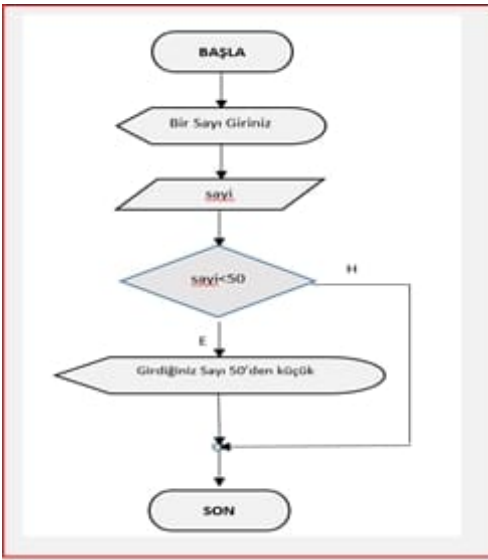 BAŞLA
Bir Sayı Giriniz
sayi
sayi<50
H
E
Girdiğiniz Sayı 50'den küçük
SON